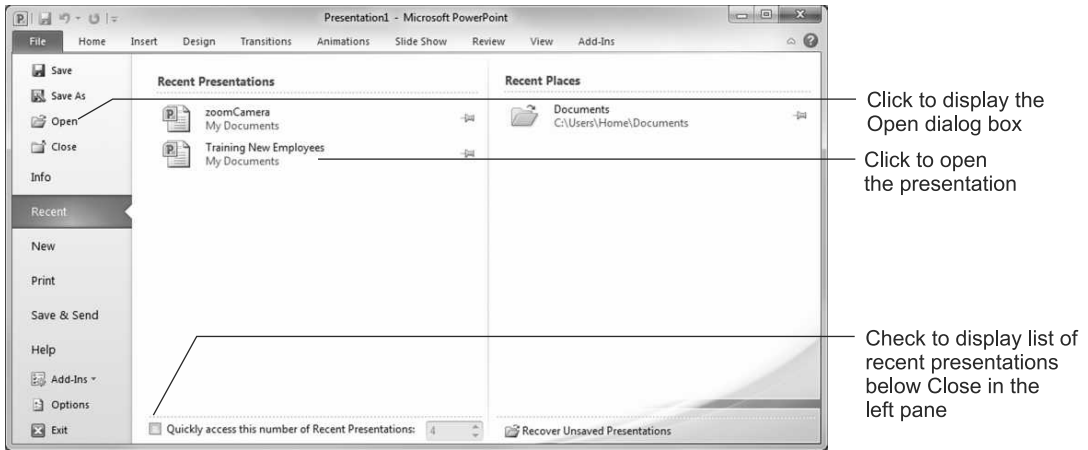 Presentation1 - Microsoft PowerPoint
File Home Insert Design Transitions Animations Slide Show Review View Add-Ins
Save
Save As
Open
Close
Info
Recent
New
Print
Save & Send
Help
Add-Ins
Options
Exit
Recent Presentations
zoomCamera
My Documents
Training New Employees
My Documents
Quickly access this number of Recent Presentations: 4
Recent Places
Documents
C:\Users\Home\Documents
Recover Unsaved Presentations
Click to display the
Open dialog box
Click to open
the presentation
Check to display list of
recent presentations
below Close in the
left pane